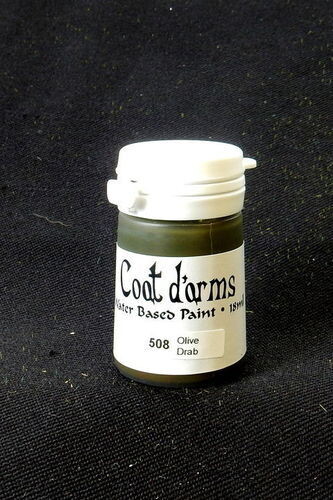 Coat d'arms
Water Based Paint • 18ml
508 Olive
Drab